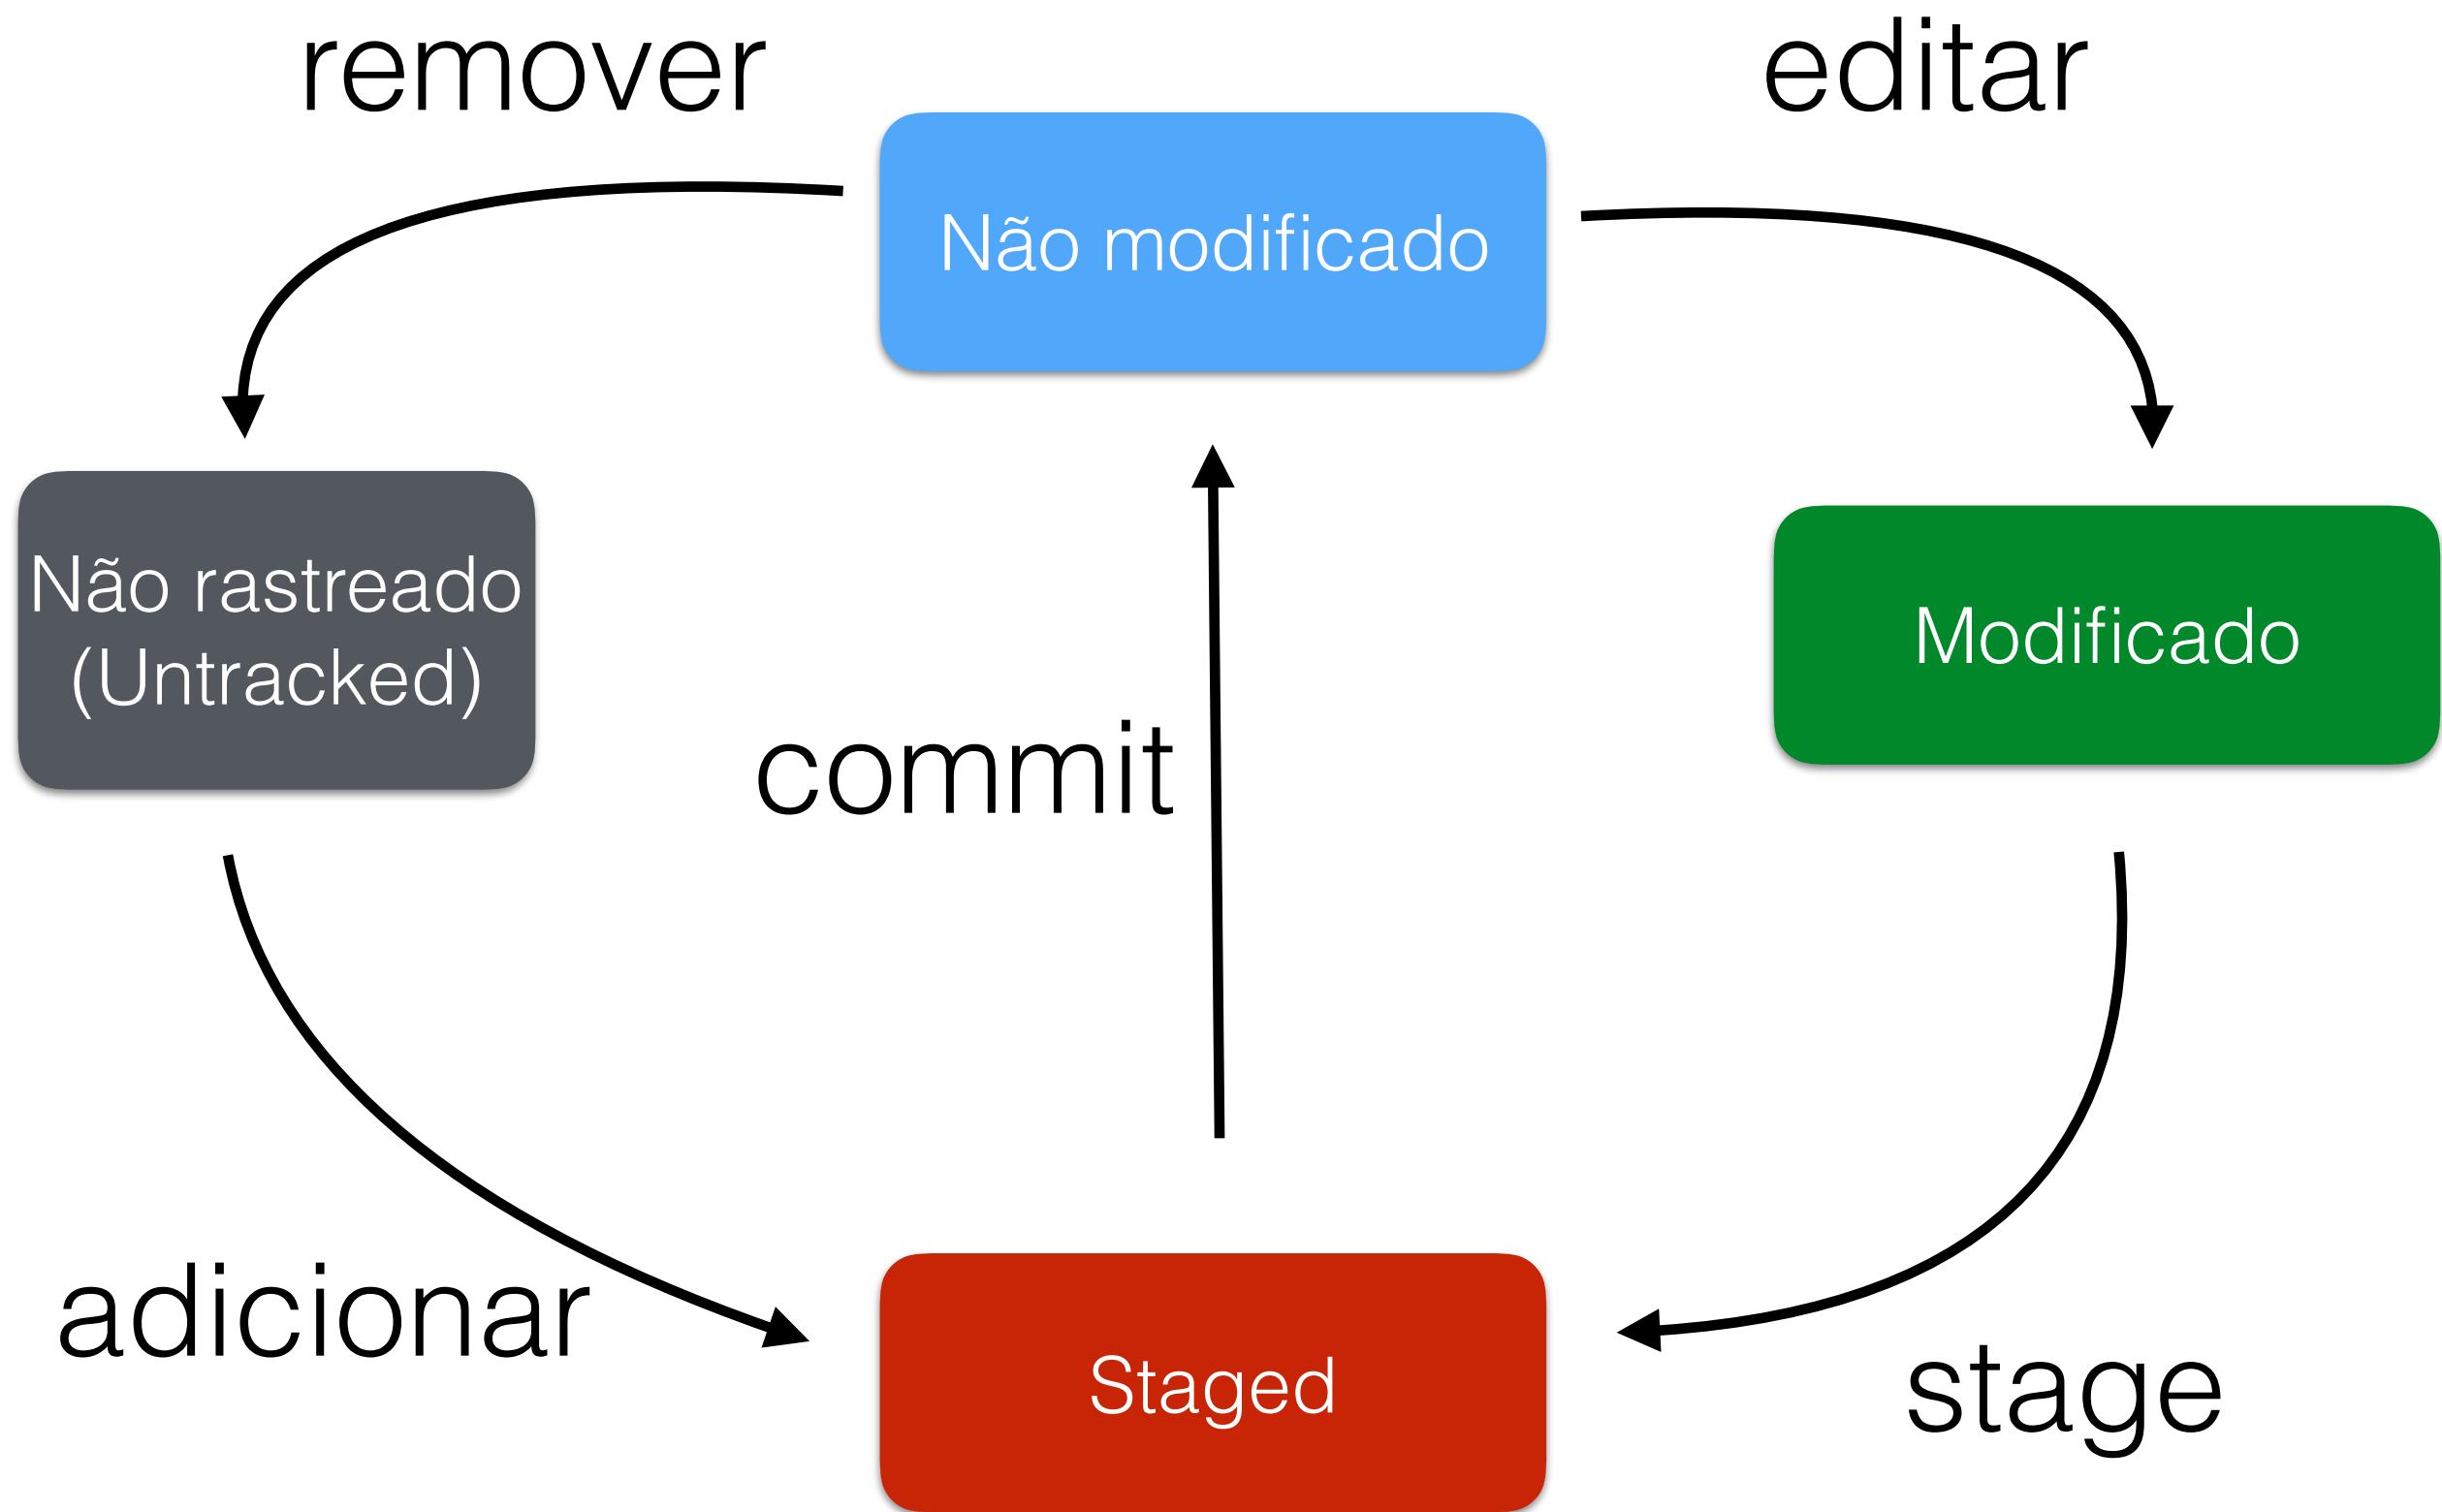 remover
editar
Não modificado
Não rastreado
(Untracked)
Modificado
commit
adicionar
Staged
stage